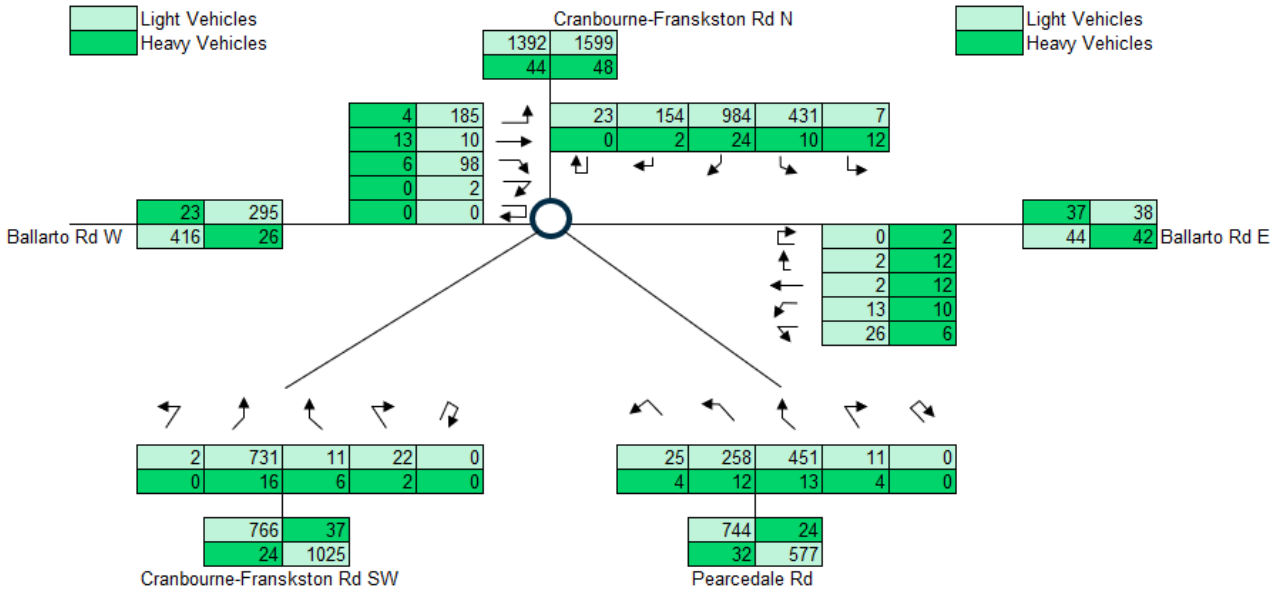 Light Vehicles
Heavy Vehicles
Cranbourne-Franskston Rd N
Light Vehicles
Heavy Vehicles
1392 1599
44 48
4 185
13 10
6 98
0 2
0 0
23 154 984 431 7
0 2 24 10 12
23 295
416 26
Ballarto Rd W
37 38
44 42
Ballarto Rd E
0 2
2 12
2 12
13 10
26 6
2 731 11 22 0
0 16 6 2 0
25 258 451 11 0
4 12 13 4 0
766 37
24 1025
Cranbourne-Franskston Rd SW
744 24
32 577
Pearcedale Rd